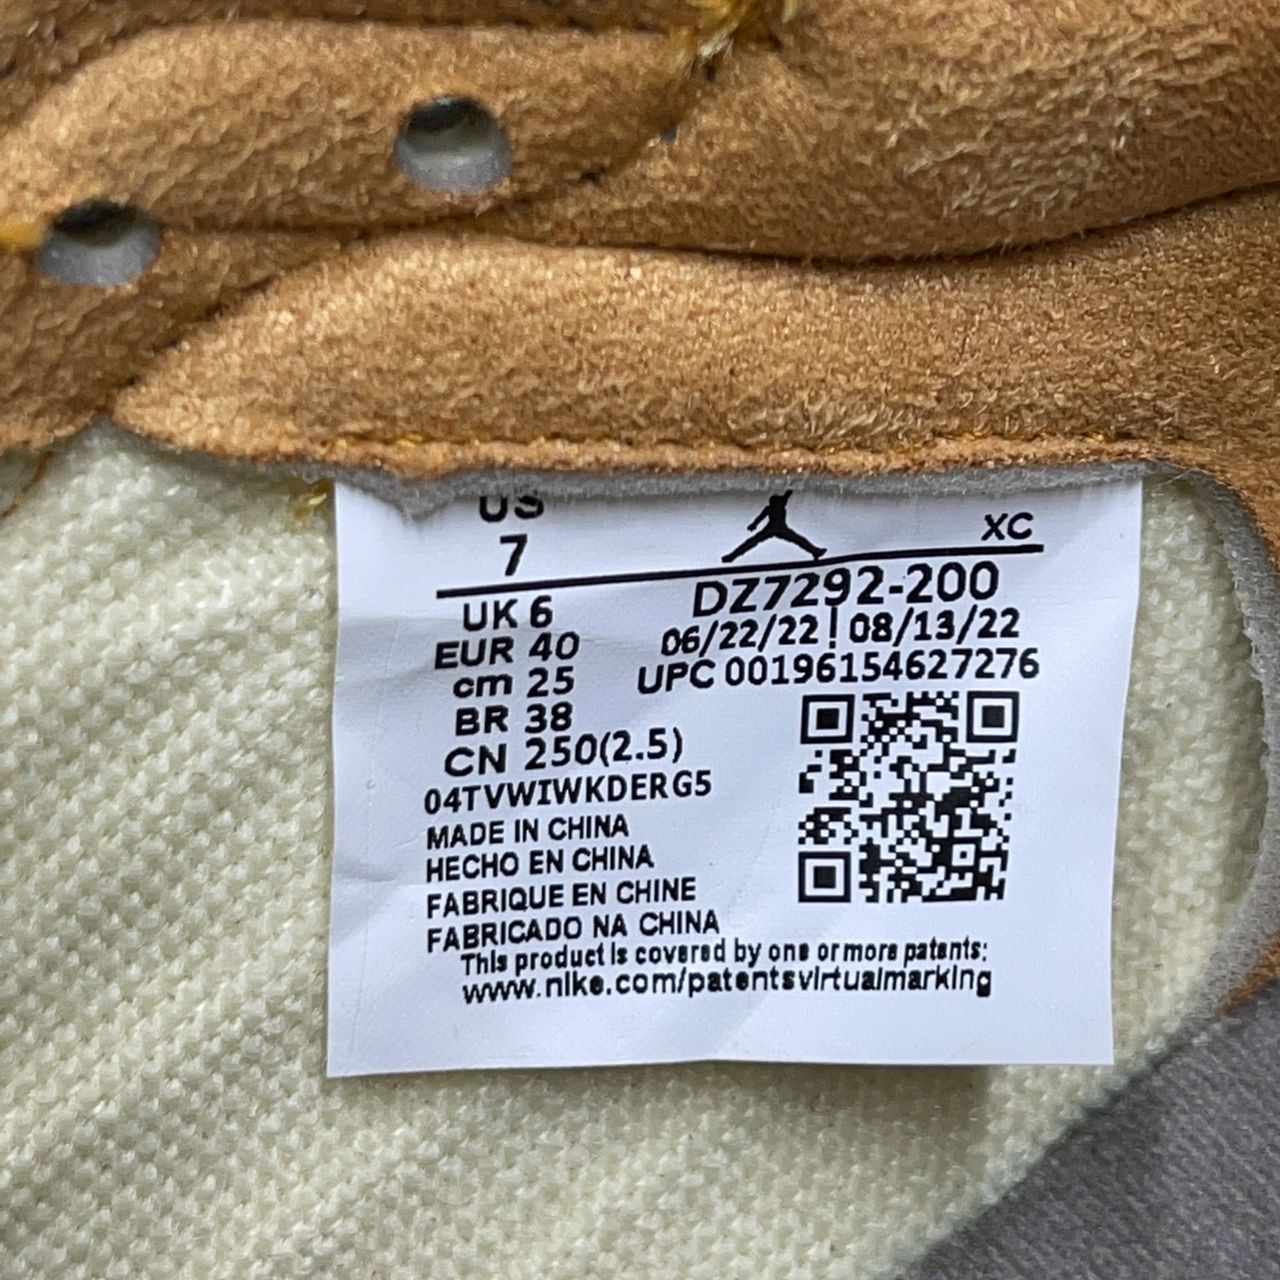 US
7
XC
UK 6
EUR 40
cm 25
BR 38
CN 250(2.5)
DZ7292-200
06/22/22 | 08/13/22
UPC 00196154627276
04TVWIWKDERG5
MADE IN CHINA
HECHO EN CHINA
FABRIQUE EN CHINE
FABRICADO NA CHINA
This product is covered by one or more patents:
www.nike.com/patentsvirtualmarking